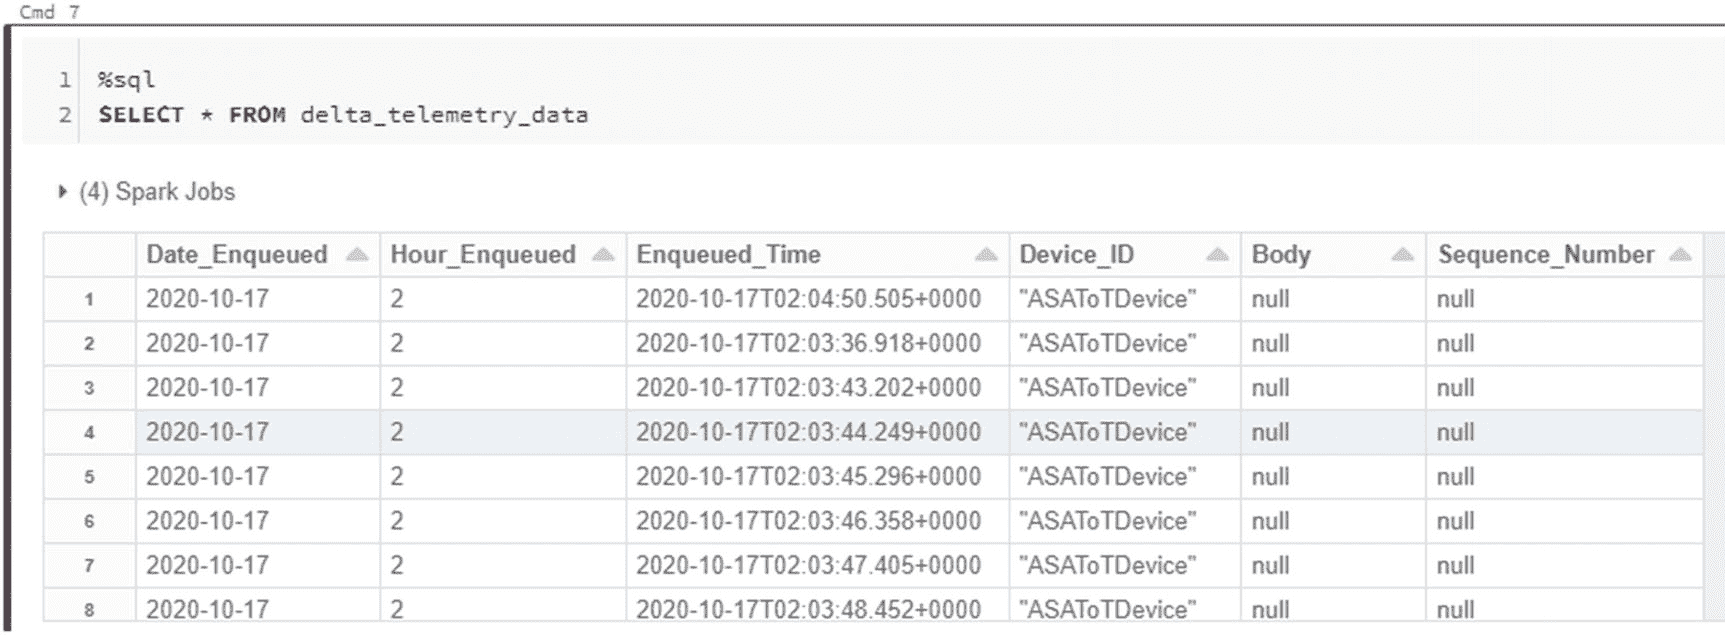 Cmd 7
1 %sql
2 SELECT * FROM delta_telemetry_data
(4) Spark Jobs
Date_Enqueued Hour_Enqueued Enqueued_Time Device_ID Body Sequence_Number
1 2020-10-17 2 2020-10-17T02:04:50.505+0000 "ASAToTDevice" null null
2 2020-10-17 2 2020-10-17T02:03:36.918+0000 "ASAToTDevice" null null
3 2020-10-17 2 2020-10-17T02:03:43.202+0000 "ASAToTDevice" null null
4 2020-10-17 2 2020-10-17T02:03:44.249+0000 "ASAToTDevice" null null
5 2020-10-17 2 2020-10-17T02:03:45.296+0000 "ASAToTDevice" null null
6 2020-10-17 2 2020-10-17T02:03:46.358+0000 "ASAToTDevice" null null
7 2020-10-17 2 2020-10-17T02:03:47.405+0000 "ASAToTDevice" null null
8 2020-10-17 2 2020-10-17T02:03:48.452+0000 "ASAToTDevice" null null